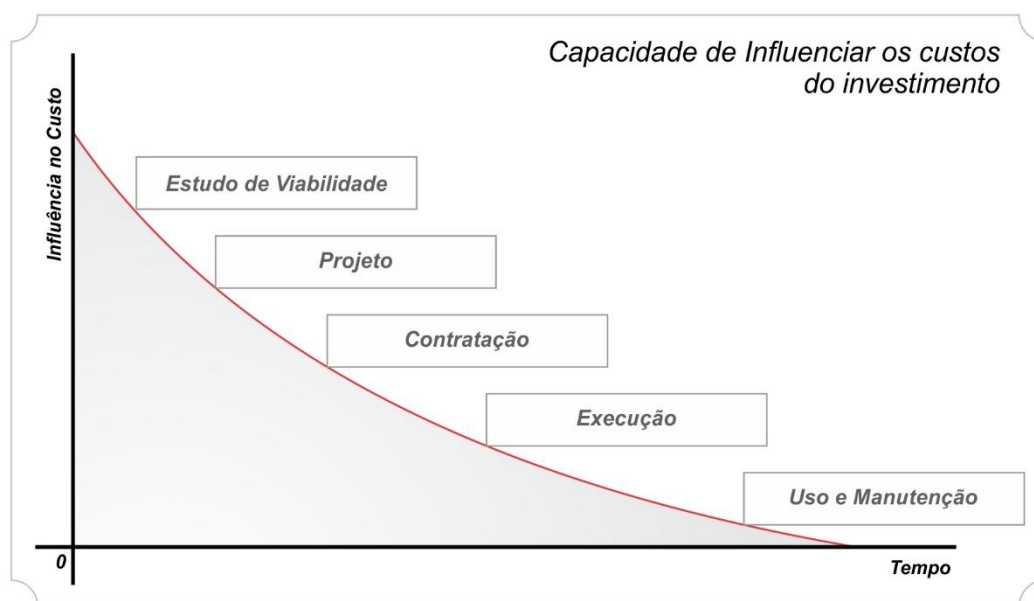 Capacidade de Influenciar os custos
do investimento
Influência no Custo
Estudo de Viabilidade
Projeto
Contratação
Execução
Uso e Manutenção
0
Tempo